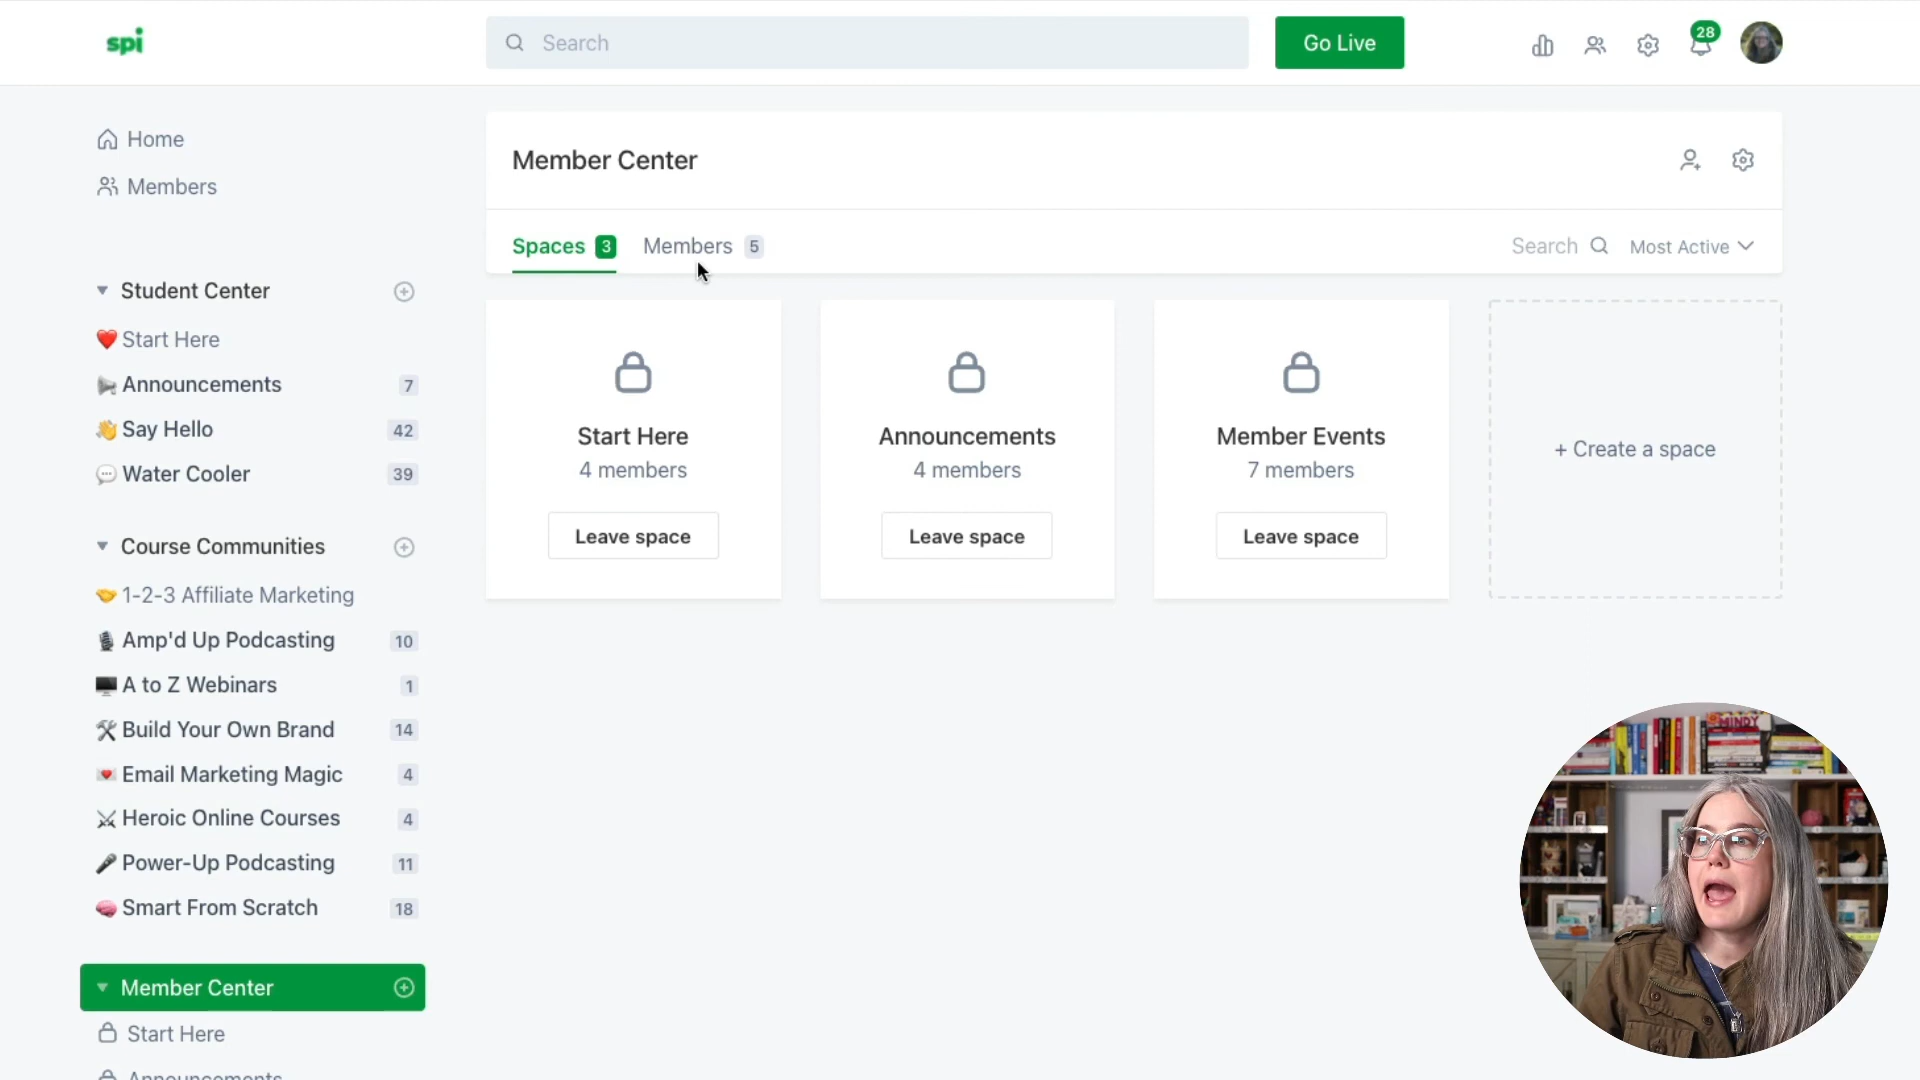 spi
Search
Go Live
28
Home
Members
Student Center
Start Here
Announcements 7
Say Hello 42
Water Cooler 39
Course Communities
1-2-3 Affiliate Marketing
Amp'd Up Podcasting 10
A to Z Webinars 1
Build Your Own Brand 14
Email Marketing Magic 4
Heroic Online Courses 4
Power-Up Podcasting 11
Smart From Scratch 18
Member Center
Start Here
Announcements
Member Center
Spaces 3 Members 5
Search Most Active
Start Here
4 members
Leave space
Announcements
4 members
Leave space
Member Events
7 members
Leave space
+ Create a space
MINDY